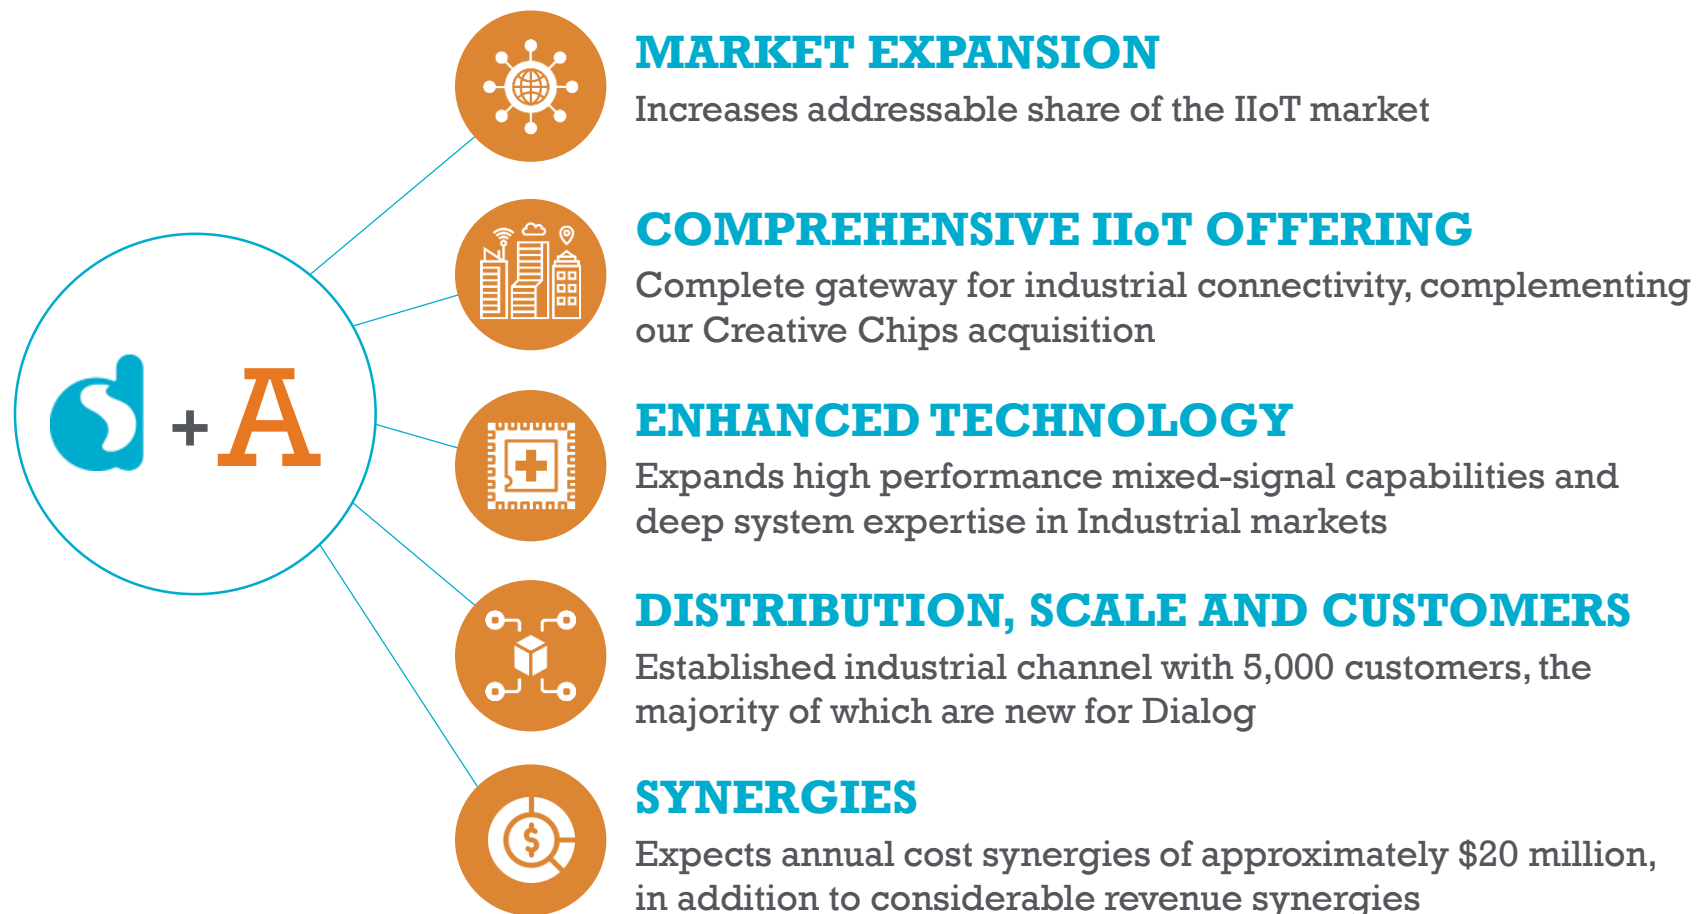 MARKET EXPANSION
Increases addressable share of the IIoT market
COMPREHENSIVE IIoT OFFERING
Complete gateway for industrial connectivity, complementing
our Creative Chips acquisition
+ A
ENHANCED TECHNOLOGY
Expands high performance mixed-signal capabilities and
deep system expertise in Industrial markets
DISTRIBUTION, SCALE AND CUSTOMERS
Established industrial channel with 5,000 customers, the
majority of which are new for Dialog
$
SYNERGIES
Expects annual cost synergies of approximately $20 million,
in addition to considerable revenue synergies